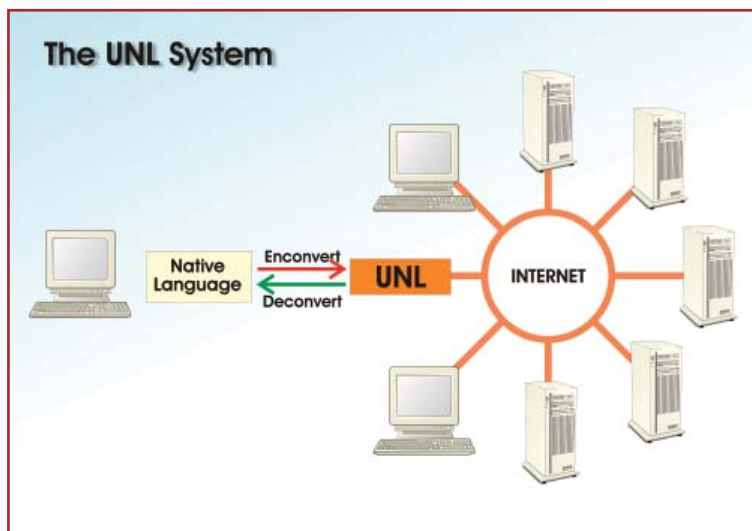 The UNL System
Native
Language
Enconvert
Deconvert
UNL
INTERNET